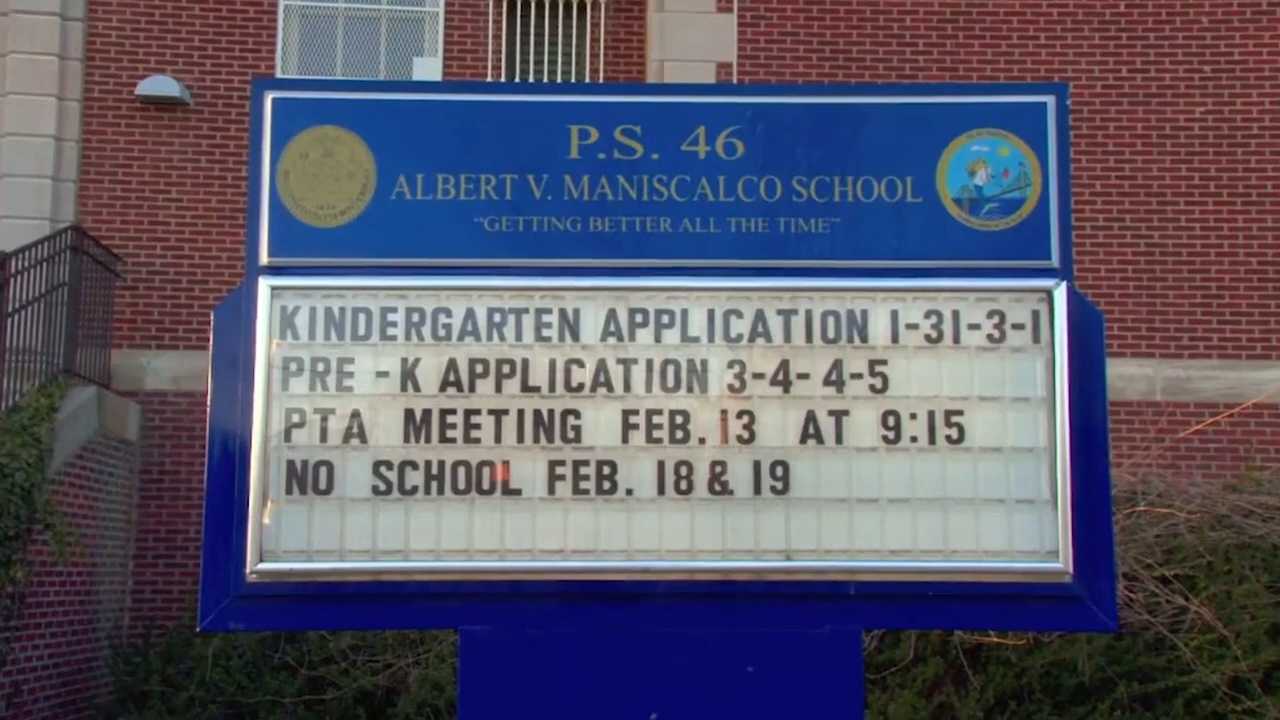 P.S. 46
ALBERT V. MANISCALCO SCHOOL
"GETTING BETTER ALL THE TIME"
KINDERGARTEN APPLICATION 1-31-3-1
PRE -K APPLICATION 3-4-4-5
PTA MEETING FEB. 13 AT 9:15
NO SCHOOL FEB. 18 & 19